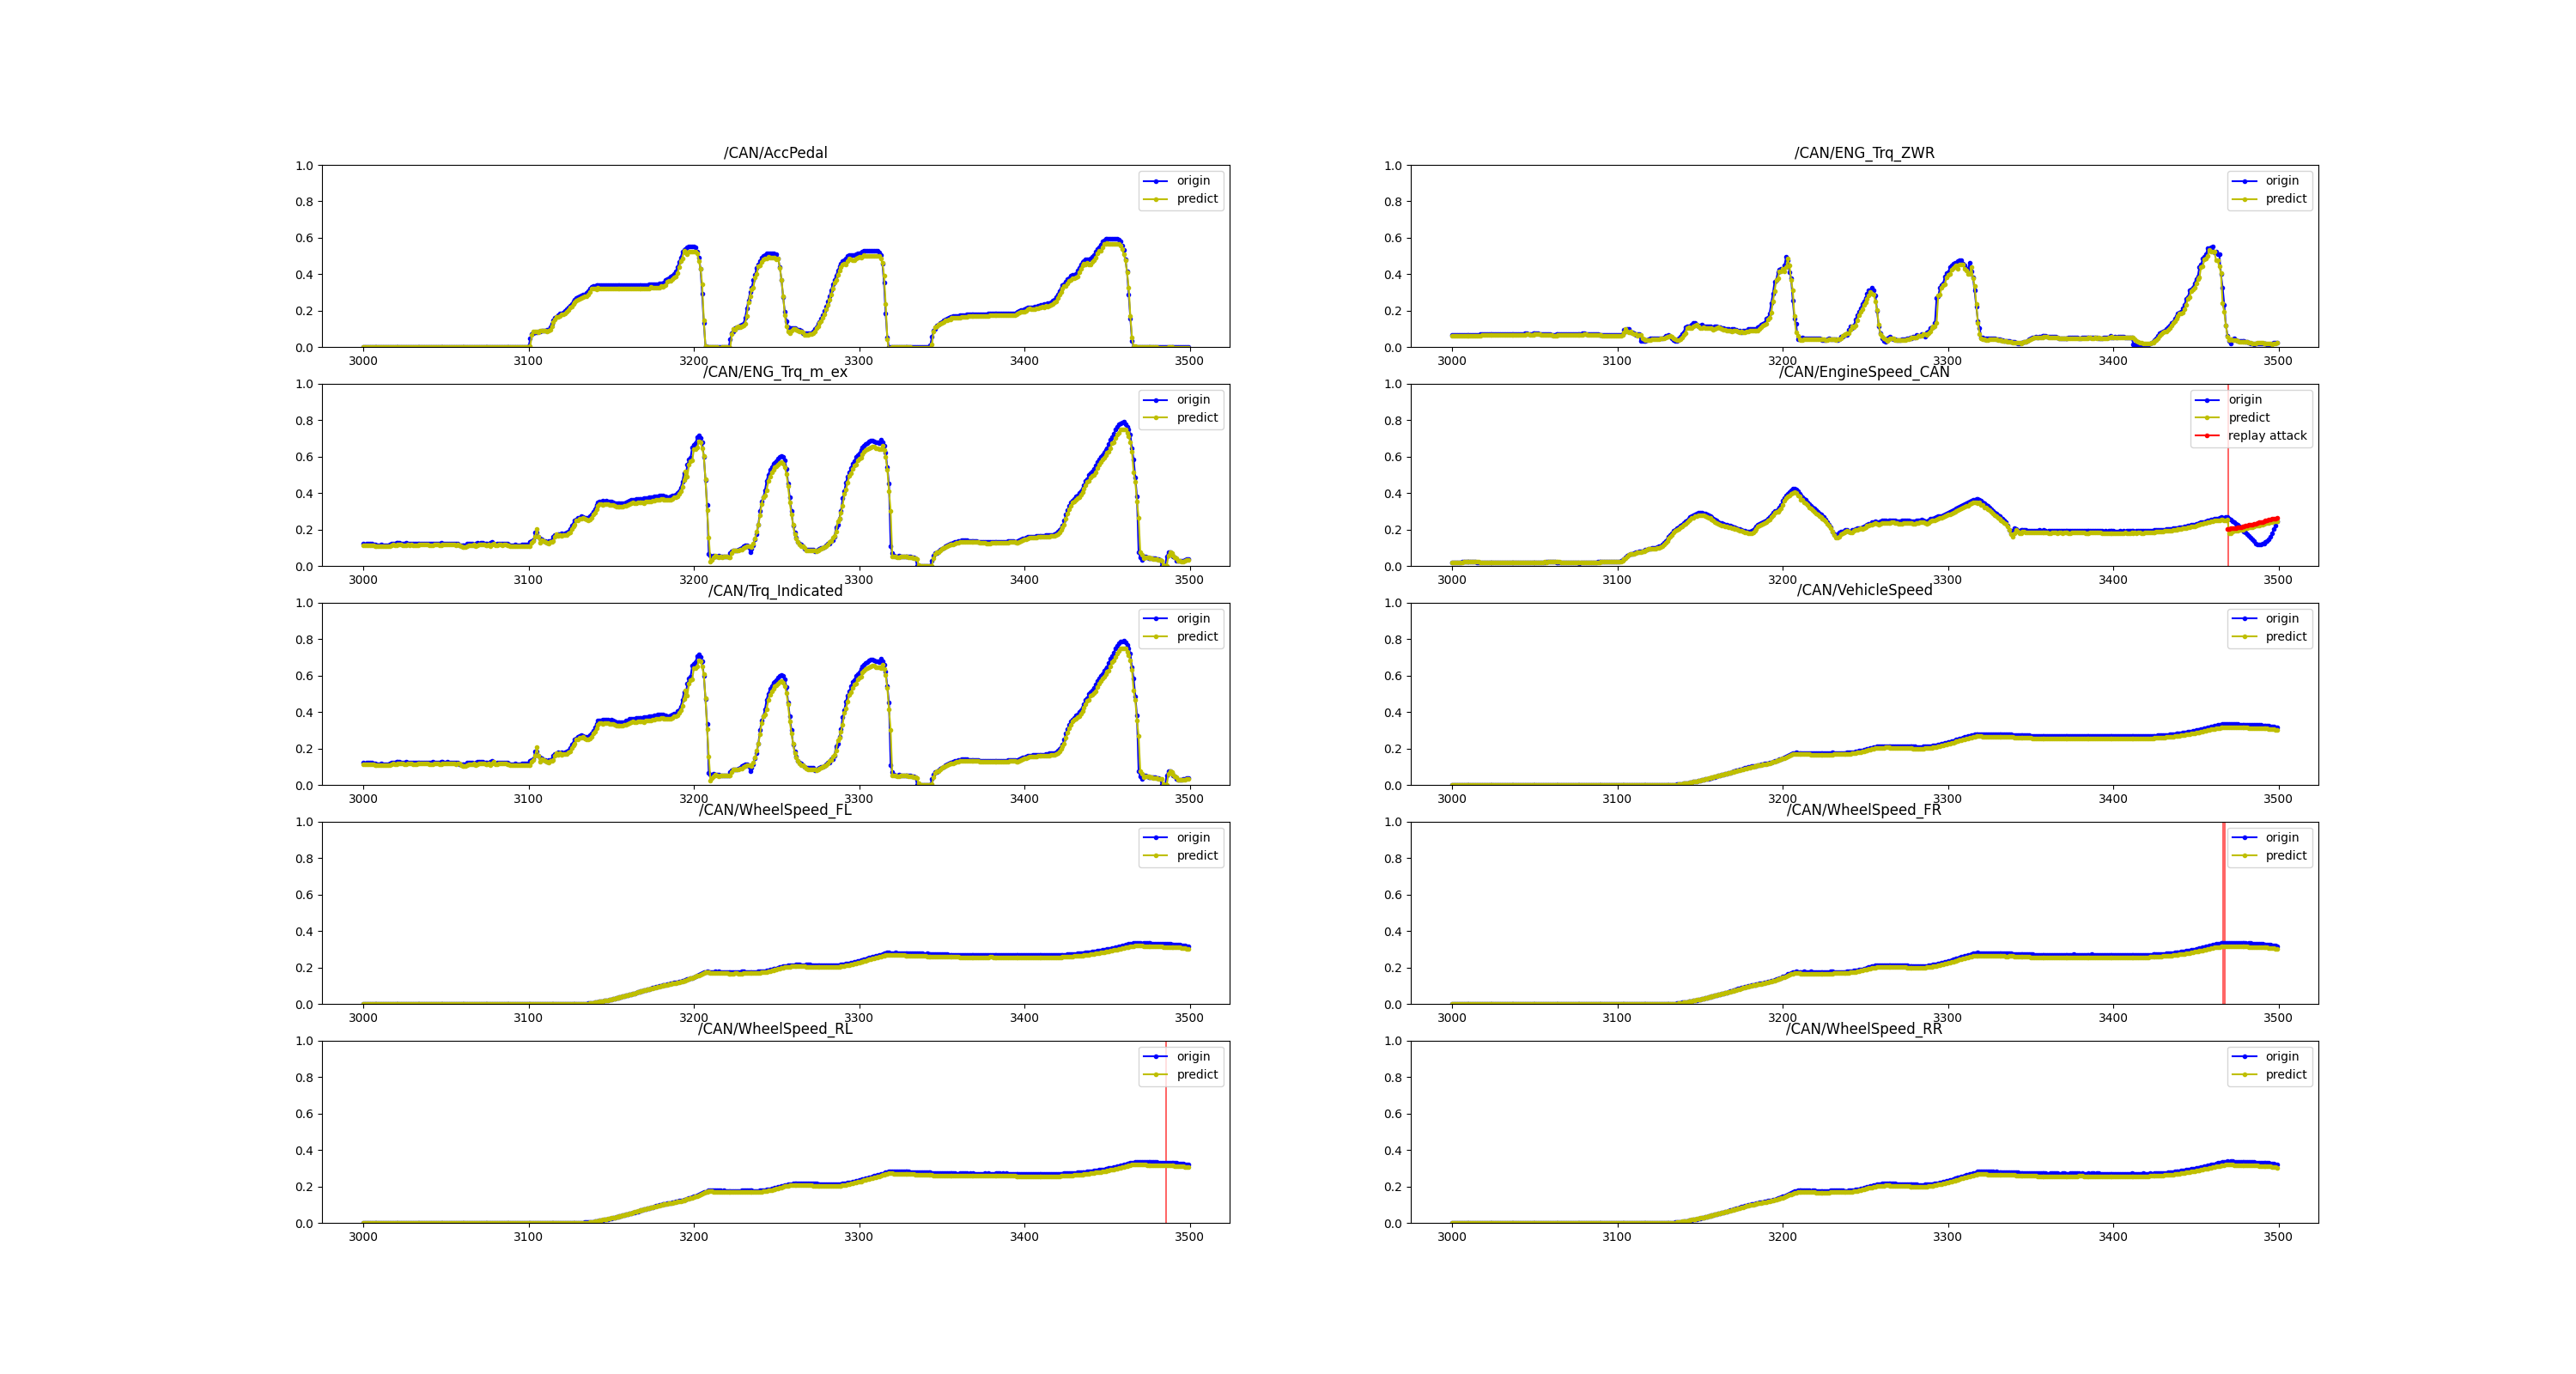 /CAN/AccPedal
1.0
0.8
0.6
0.4
0.2
0.0
3000 3100 3200 3300 3400 3500
origin
predict
/CAN/ENG_Trq_ZWR
1.0
0.8
0.6
0.4
0.2
0.0
3000 3100 3200 3300 3400 3500
origin
predict
/CAN/ENG_Trq_m_ex
1.0
0.8
0.6
0.4
0.2
0.0
3000 3100 3200 3300 3400 3500
origin
predict
/CAN/EngineSpeed_CAN
1.0
0.8
0.6
0.4
0.2
0.0
3000 3100 3200 3300 3400 3500
origin
predict
replay attack
/CAN/Trq_Indicated
1.0
0.8
0.6
0.4
0.2
0.0
3000 3100 3200 3300 3400 3500
origin
predict
/CAN/VehicleSpeed
1.0
0.8
0.6
0.4
0.2
0.0
3000 3100 3200 3300 3400 3500
origin
predict
/CAN/WheelSpeed_FL
1.0
0.8
0.6
0.4
0.2
0.0
3000 3100 3200 3300 3400 3500
origin
predict
/CAN/WheelSpeed_FR
1.0
0.8
0.6
0.4
0.2
0.0
3000 3100 3200 3300 3400 3500
origin
predict
/CAN/WheelSpeed_RL
1.0
0.8
0.6
0.4
0.2
0.0
3000 3100 3200 3300 3400 3500
origin
predict
/CAN/WheelSpeed_RR
1.0
0.8
0.6
0.4
0.2
0.0
3000 3100 3200 3300 3400 3500
origin
predict